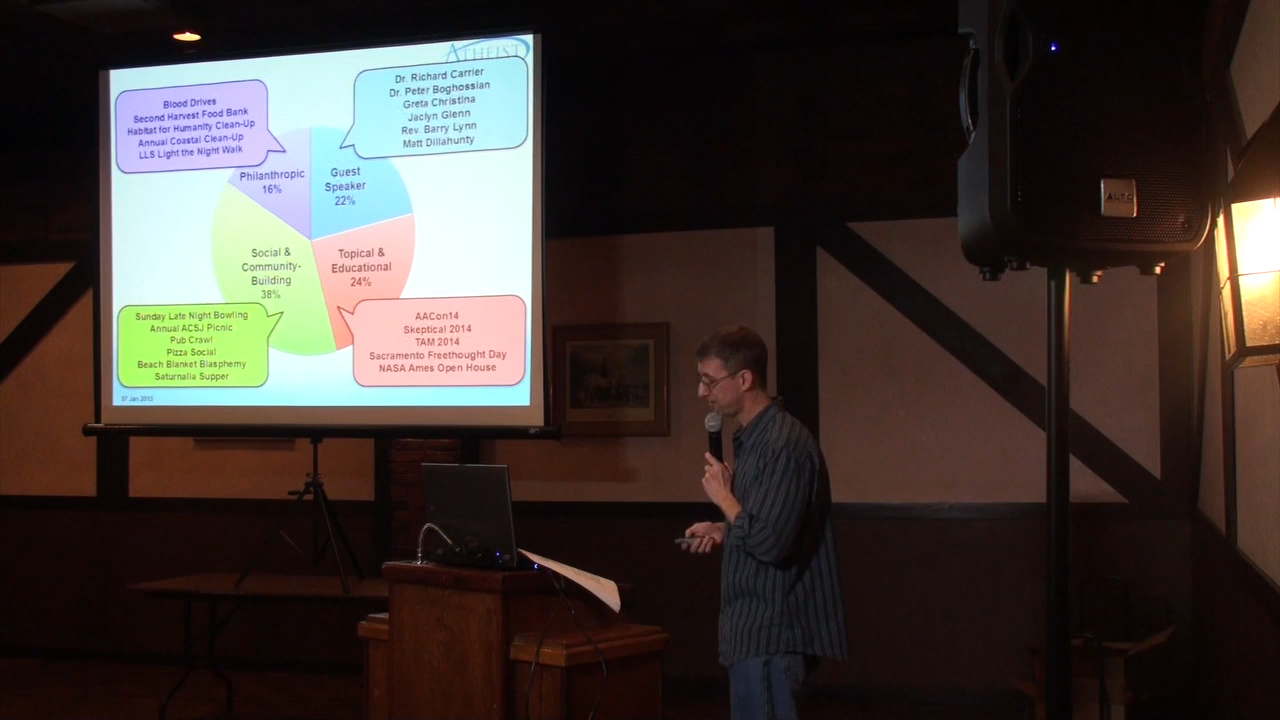 ATHEIST
Blood Drives
Second Harvest Food Bank
Habitat for Humanity Clean-Up
Annual Coastal Clean-Up
LLS Light the Night Walk
Dr. Richard Carrier
Dr. Peter Boghossian
Greta Christina
Jaclyn Glenn
Rev. Barry Lynn
Matt Dillahunty
Philanthropic
16%
Guest
Speaker
22%
Social &
Community-
Building
38%
Topical &
Educational
24%
Sunday Late Night Bowling
Annual ACSJ Picnic
Pub Crawl
Pizza Social
Beach Blanket Blasphemy
Saturnalia Supper
AACon14
Skeptical 2014
TAM 2014
Sacramento Freethought Day
NASA Ames Open House
07 Jan 2015
ALTO